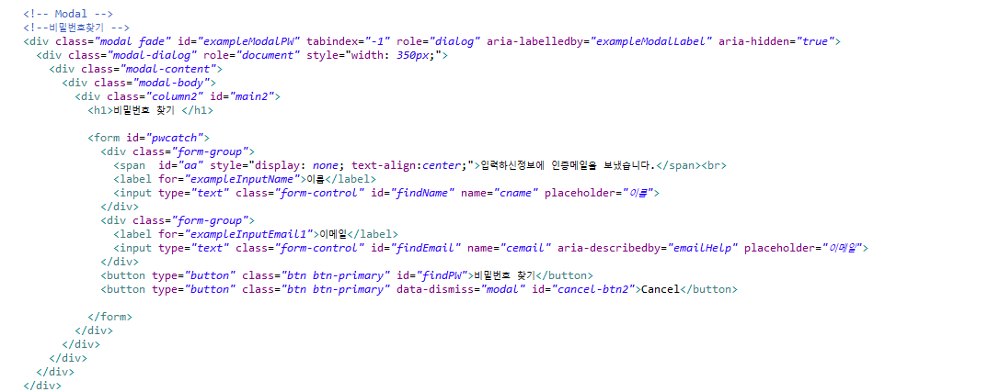 <!-- Modal -->
<!--비밀번호찾기 -->
<div class="modal fade" id="exampleModalPW" tabindex="-1" role="dialog" aria-labelledby="exampleModalLabel" aria-hidden="true">
<div class="modal-dialog" role="document" style="width: 350px;">
<div class="modal-content">
<div class="modal-body">
<div class="column2" id="main2">
<h1>비밀번호 찾기 </h1>
<form id="pwcatch">
<div class="form-group">
<span  id="aa" style="display: none; text-align:center;">입력하신정보에 인증메일을 보냈습니다.</span><br>
<label for="exampleInputName">이름</label>
<input type="text" class="form-control" id="findName" name="cname" placeholder="이름">
</div>
<div class="form-group">
<label for="exampleInputEmail1">이메일</label>
<input type="text" class="form-control" id="findEmail" name="cemail" aria-describedby="emailHelp" placeholder="이메일">
</div>
<button type="button" class="btn btn-primary" id="findPW">비밀번호 찾기</button>
<button type="button" class="btn btn-primary" data-dismiss="modal" id="cancel-btn2">Cancel</button>
</form>
</div>
</div>
</div>
</div>
</div>